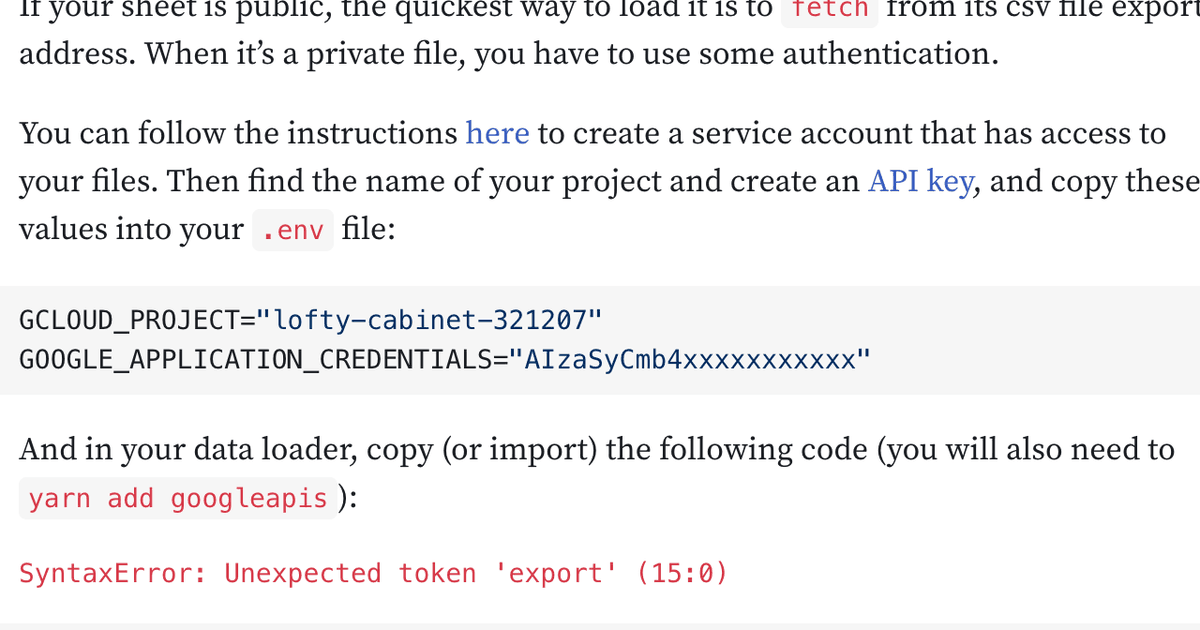 If your sheet is public, the quickest way to load it is to fetch from its csv file export
address. When it’s a private file, you have to use some authentication.
You can follow the instructions here to create a service account that has access to
your files. Then find the name of your project and create an API key, and copy these
values into your .env file:
GCLOUD_PROJECT="lofty-cabinet-321207"
GOOGLE_APPLICATION_CREDENTIALS="AIzaSyCmb4xxxxxxxxxxx"
And in your data loader, copy (or import) the following code (you will also need to
yarn add googleapis):
SyntaxError: Unexpected token 'export' (15:0)